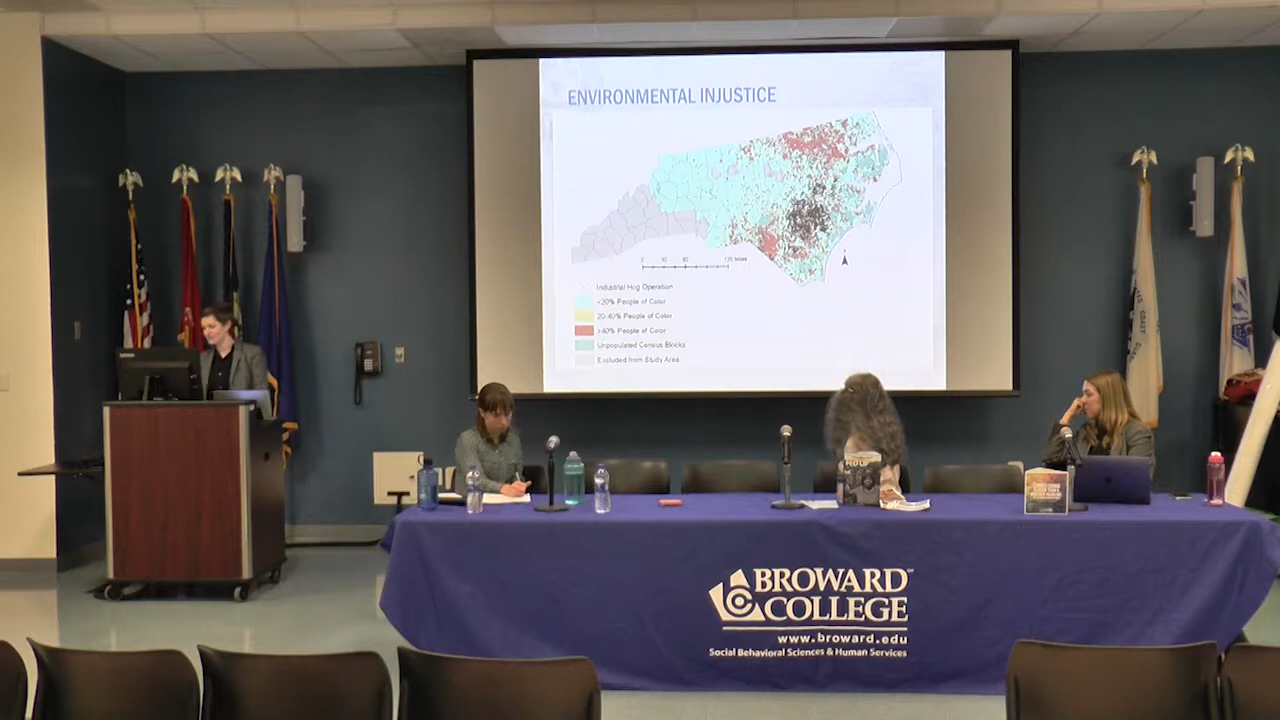 ENVIRONMENTAL INJUSTICE
Industrial Hog Operation
<20% People of Color
20-40% People of Color
>40% People of Color
Unpopulated Census Blocks
Excluded from Study Area
BROWARD
COLLEGE
www.broward.edu
Social Behavioral Sciences & Human Services